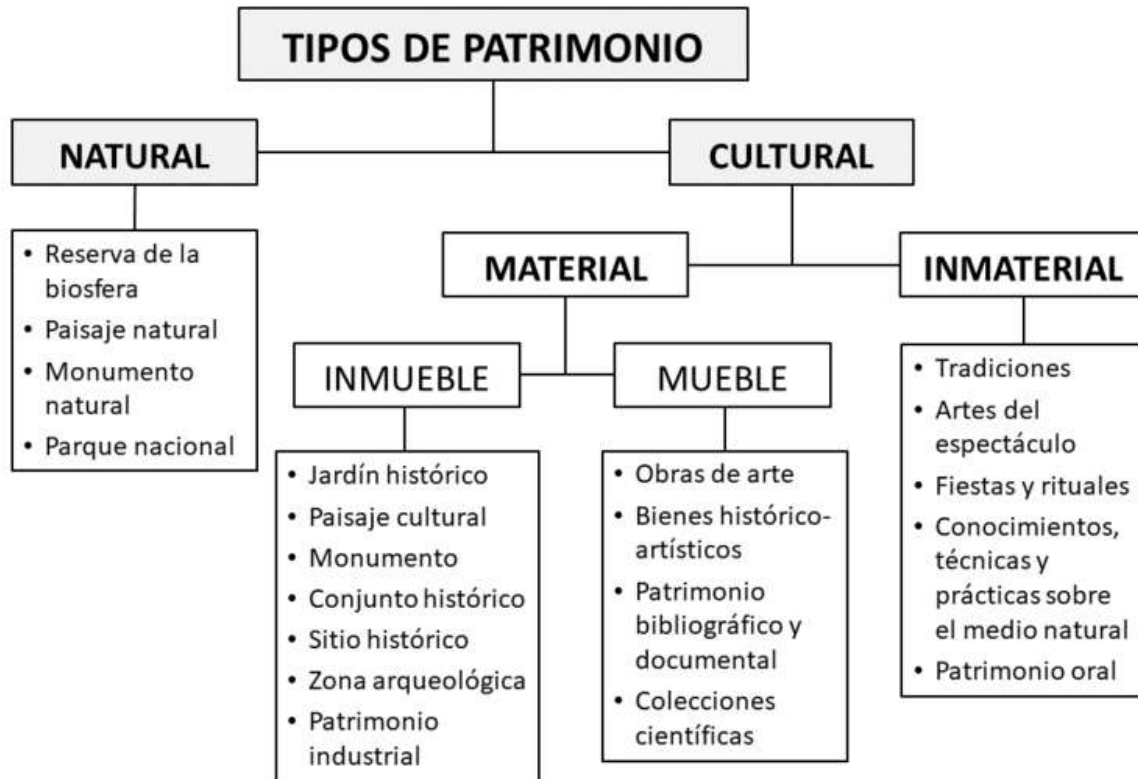 TIPOS DE PATRIMONIO
NATURAL
• Reserva de la
biosfera
• Paisaje natural
• Monumento
natural
• Parque nacional
CULTURAL
MATERIAL
INMUEBLE
• Jardín histórico
• Paisaje cultural
• Monumento
• Conjunto histórico
• Sitio histórico
• Zona arqueológica
• Patrimonio
industrial
MUEBLE
• Obras de arte
• Bienes histórico-
artísticos
• Patrimonio
bibliográfico y
documental
• Colecciones
científicas
INMATERIAL
• Tradiciones
• Artes del
espectáculo
• Fiestas y rituales
• Conocimientos,
técnicas y
prácticas sobre
el medio natural
• Patrimonio oral